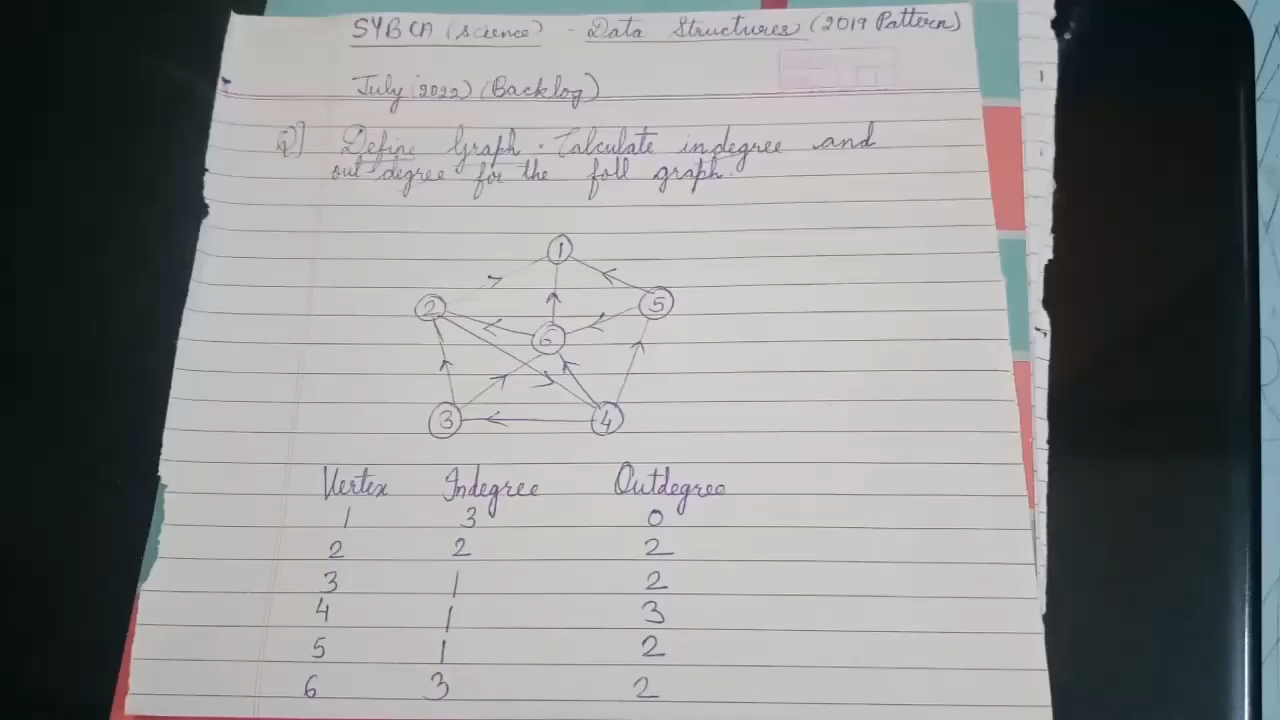 SYBCA (Science) - Data Structures (2019 Pattern)
July (2022) (Backlog)
Q] Define Graph. Calculate indegree and
outdegree for the foll graph.
1
2
5
6
3
4
Vertex Indegree Outdegree
1 3 0
2 2 2
3 1 2
4 1 3
5 1 2
6 3 2